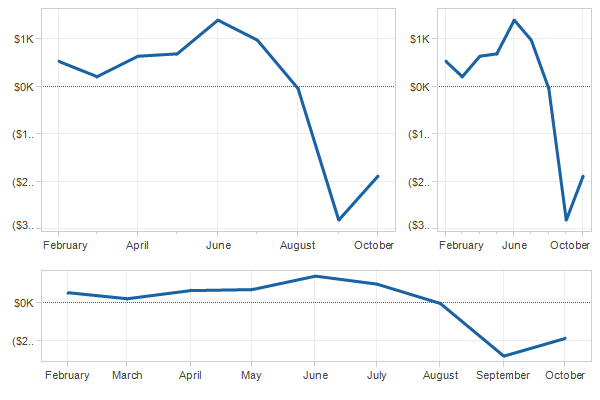 $1K
$0K
($1..
($2..
($3..
February April June August October
$1K
$0K
($1..
($2..
($3..
February June October
$0K
($2..
February March April May June July August September October